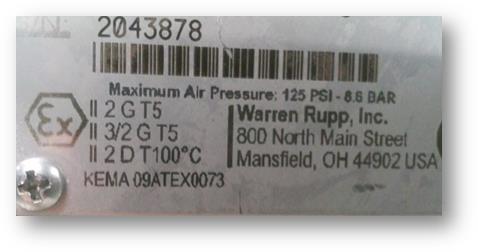 S/N:
2043878
Maximum Air Pressure: 125 PSI - 8.6 BAR
Ex
II 2 G T5
II 3/2 G T5
II 2 D T100°C
KEMA 09ATEX0073
Warren Rupp, Inc.
800 North Main Street
Mansfield, OH 44902 USA